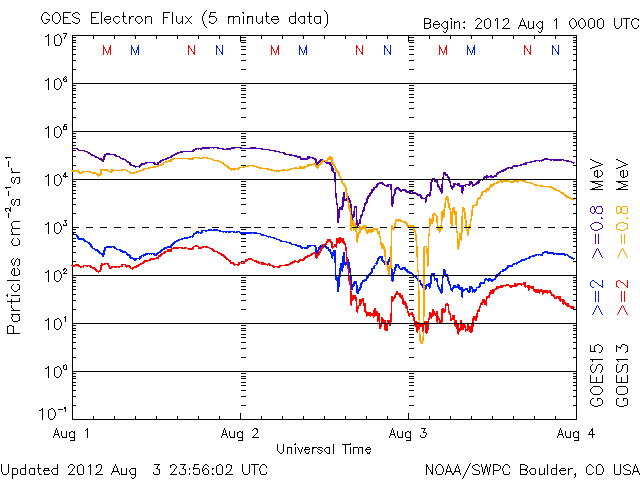 GOES Electron Flux (5 minute data)
Begin: 2012 Aug 1 0000 UTC
10⁷
M M N N M M N N M M N N
10⁶
10⁵
10⁴
10³
10²
10¹
10⁰
10⁻¹
Particles cm⁻²s⁻¹sr⁻¹
Aug 1 Aug 2 Aug 3 Aug 4
Universal Time
GOES15 >=2 >=0.8 MeV
GOES13 >=2 >=0.8 MeV
Updated 2012 Aug 3 23:56:02 UTC
NOAA/SWPC Boulder, CO USA